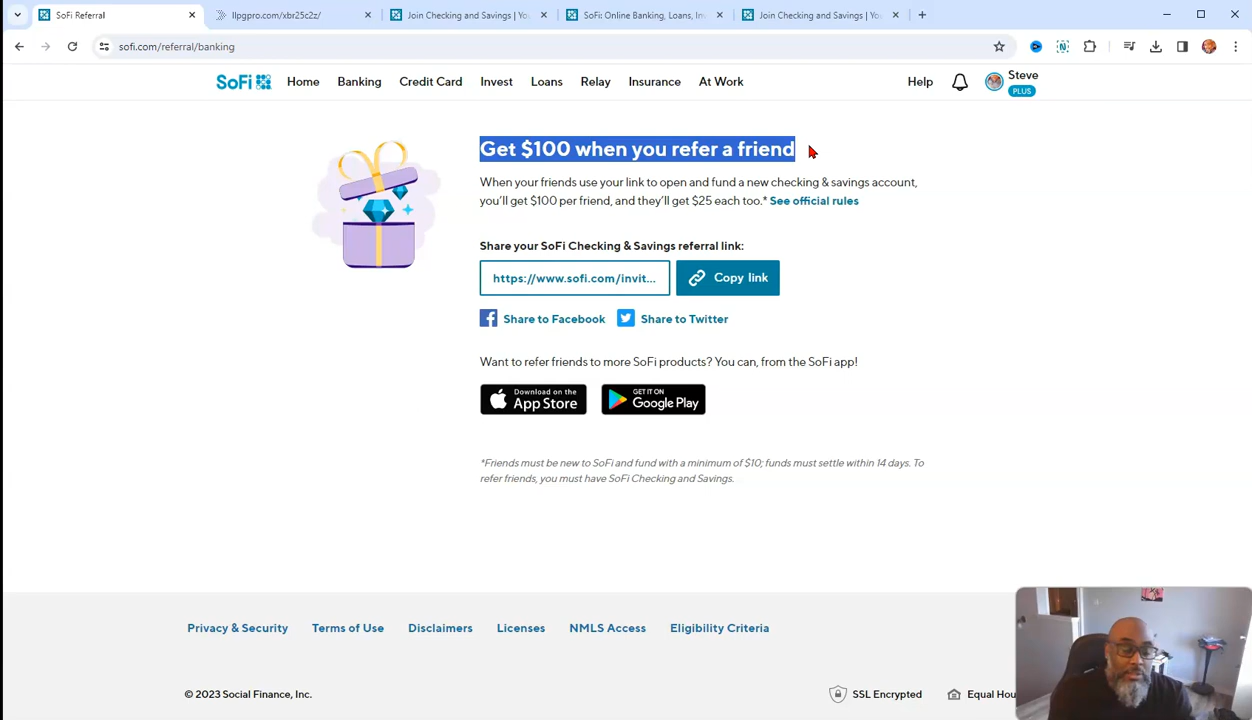 SoFi Referral
llpgpro.com/xbr25c2z/
Join Checking and Savings | Yo
SoFi: Online Banking, Loans, In
Join Checking and Savings | Yo
sofi.com/referral/banking
SoFi
Home
Banking
Credit Card
Invest
Loans
Relay
Insurance
At Work
Help
Steve
PLUS
Get $100 when you refer a friend
When your friends use your link to open and fund a new checking & savings account,
you'll get $100 per friend, and they'll get $25 each too.* See official rules
Share your SoFi Checking & Savings referral link:
https://www.sofi.com/invit...
Copy link
Share to Facebook
Share to Twitter
Want to refer friends to more SoFi products? You can, from the SoFi app!
Download on the
App Store
GET IT ON
Google Play
*Friends must be new to SoFi and fund with a minimum of $10; funds must settle within 14 days. To
refer friends, you must have SoFi Checking and Savings.
Privacy & Security
Terms of Use
Disclaimers
Licenses
NMLS Access
Eligibility Criteria
© 2023 Social Finance, Inc.
SSL Encrypted
Equal Hou